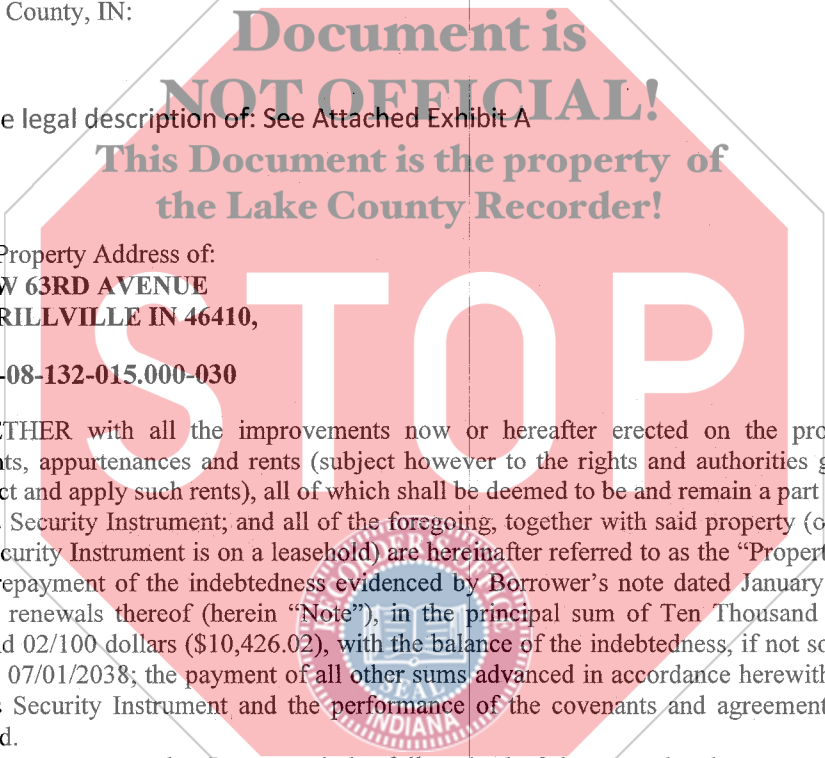 County, IN:
Document is
NOT OFFICIAL!
e legal description of: See Attached Exhibit A
This Document is the property of
the Lake County Recorder!
Property Address of:
W 63RD AVENUE
RILLVILLE IN 46410,
-08-132-015.000-030
STOP
ETHER with all the improvements now or hereafter erected on the pro
nts, appurtenances and rents (subject however to the rights and authorities g
ct and apply such rents), all of which shall be deemed to be and remain a part
s Security Instrument; and all of the foregoing, together with said property (o
curity Instrument is on a leasehold) are hereinafter referred to as the “Propert
repayment of the indebtedness evidenced by Borrower’s note dated January
renewals thereof (herein “Note”), in the principal sum of Ten Thousand
d 02/100 dollars ($10,426.02), with the balance of the indebtedness, if not so
07/01/2038; the payment of all other sums advanced in accordance herewith
s Security Instrument and the performance of the covenants and agreement
d.
RECORDER'S OFFICE
SEAL
INDIANA